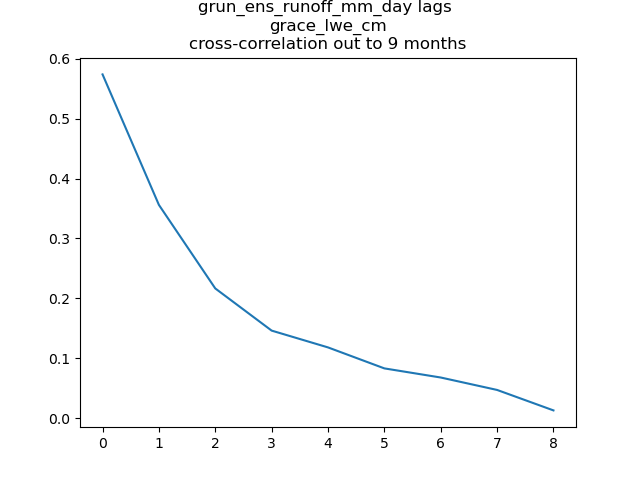 grun_ens_runoff_mm_day lags
grace_lwe_cm
cross-correlation out to 9 months
0.6
0.5
0.4
0.3
0.2
0.1
0.0
0 1 2 3 4 5 6 7 8